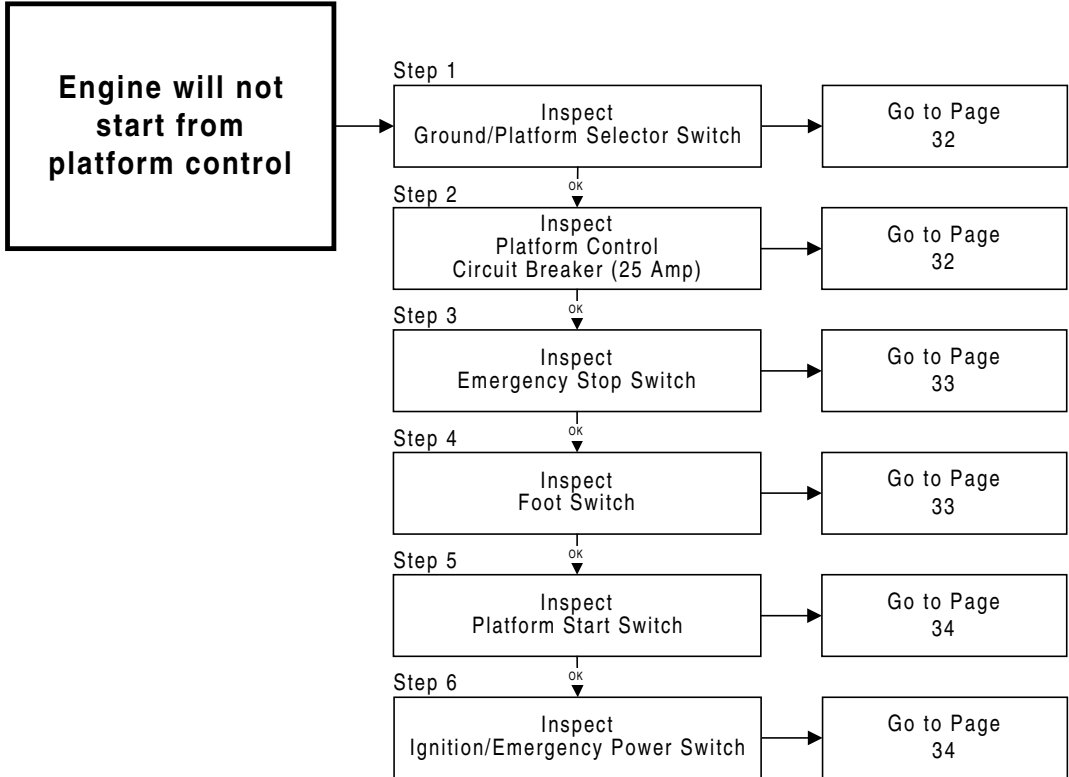 Engine will not
start from
platform control
Step 1
Inspect
Ground/Platform Selector Switch
Go to Page
32
OK
Step 2
Inspect
Platform Control
Circuit Breaker (25 Amp)
Go to Page
32
OK
Step 3
Inspect
Emergency Stop Switch
Go to Page
33
OK
Step 4
Inspect
Foot Switch
Go to Page
33
OK
Step 5
Inspect
Platform Start Switch
Go to Page
34
OK
Step 6
Inspect
Ignition/Emergency Power Switch
Go to Page
34